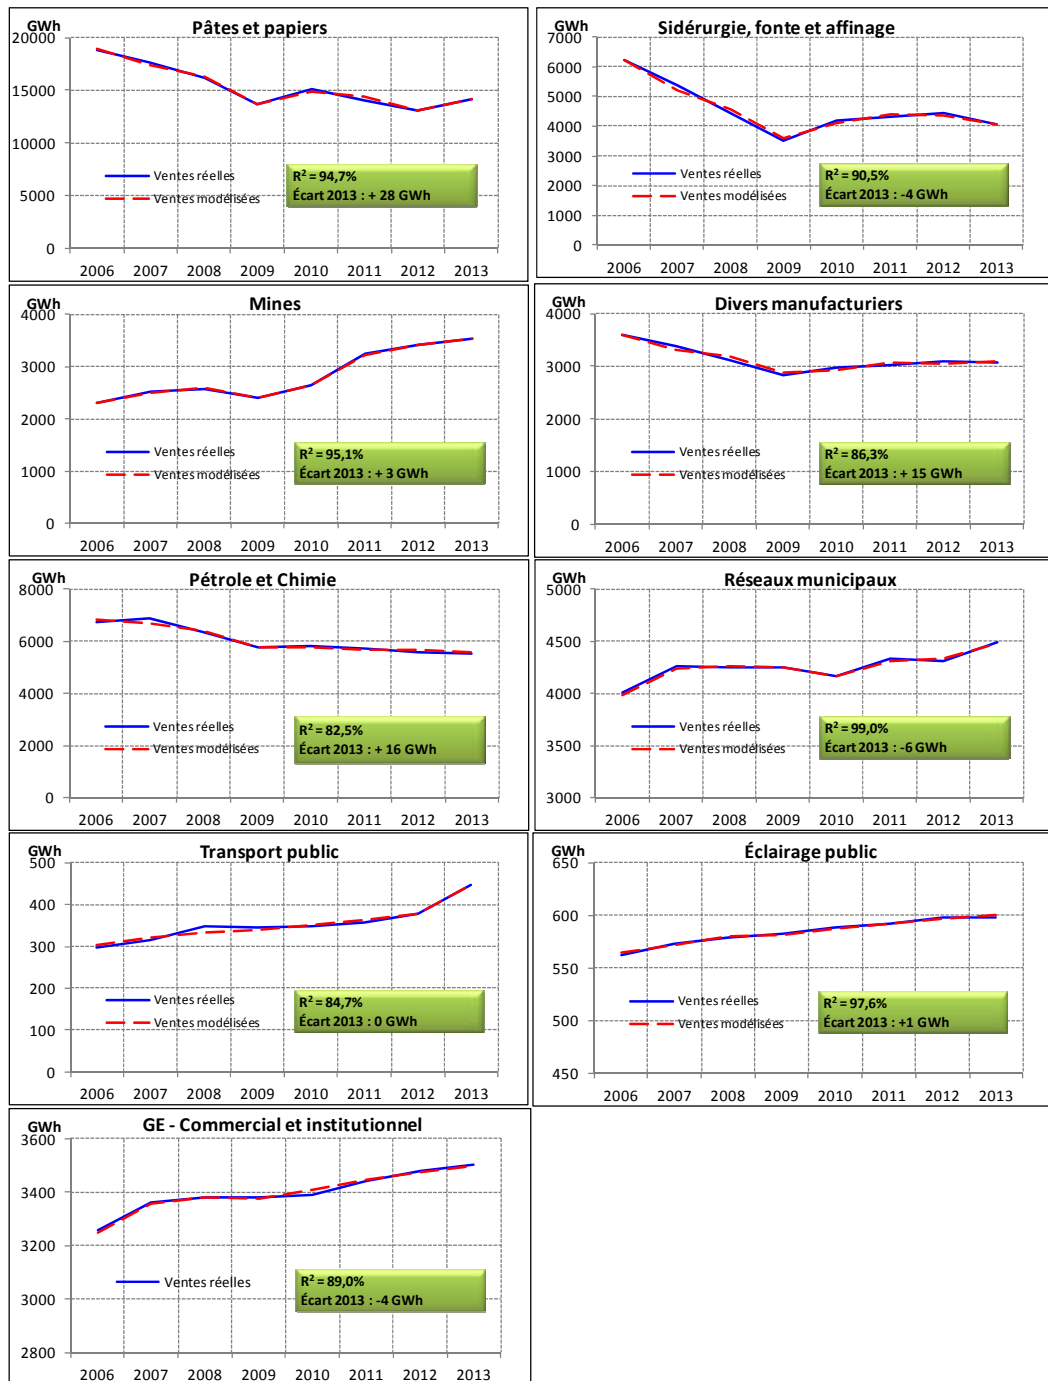 Pâtes et papiers
GWh
20000
15000
10000
5000
0
Ventes réelles
Ventes modélisées
R² = 94,7%
Écart 2013 : + 28 GWh
2006 2007 2008 2009 2010 2011 2012 2013
Sidérurgie, fonte et affinage
GWh
7000
6000
5000
4000
3000
2000
1000
0
Ventes réelles
Ventes modélisées
R² = 90,5%
Écart 2013 : -4 GWh
2006 2007 2008 2009 2010 2011 2012 2013
Mines
GWh
4000
3000
2000
1000
0
Ventes réelles
Ventes modélisées
R² = 95,1%
Écart 2013 : + 3 GWh
2006 2007 2008 2009 2010 2011 2012 2013
Divers manufacturiers
GWh
4000
3000
2000
1000
0
Ventes réelles
Ventes modélisées
R² = 86,3%
Écart 2013 : + 15 GWh
2006 2007 2008 2009 2010 2011 2012 2013
Pétrole et Chimie
GWh
8000
6000
4000
2000
0
Ventes réelles
Ventes modélisées
R² = 82,5%
Écart 2013 : + 16 GWh
2006 2007 2008 2009 2010 2011 2012 2013
Réseaux municipaux
GWh
5000
4500
4000
3500
3000
Ventes réelles
Ventes modélisées
R² = 99,0%
Écart 2013 : -6 GWh
2006 2007 2008 2009 2010 2011 2012 2013
Transport public
GWh
500
400
300
200
100
0
Ventes réelles
Ventes modélisées
R² = 84,7%
Écart 2013 : 0 GWh
2006 2007 2008 2009 2010 2011 2012 2013
Éclairage public
GWh
650
600
550
500
450
Ventes réelles
Ventes modélisées
R² = 97,6%
Écart 2013 : +1 GWh
2006 2007 2008 2009 2010 2011 2012 2013
GE - Commercial et institutionnel
GWh
3600
3400
3200
3000
2800
Ventes réelles
R² = 89,0%
Écart 2013 : -4 GWh
2006 2007 2008 2009 2010 2011 2012 2013